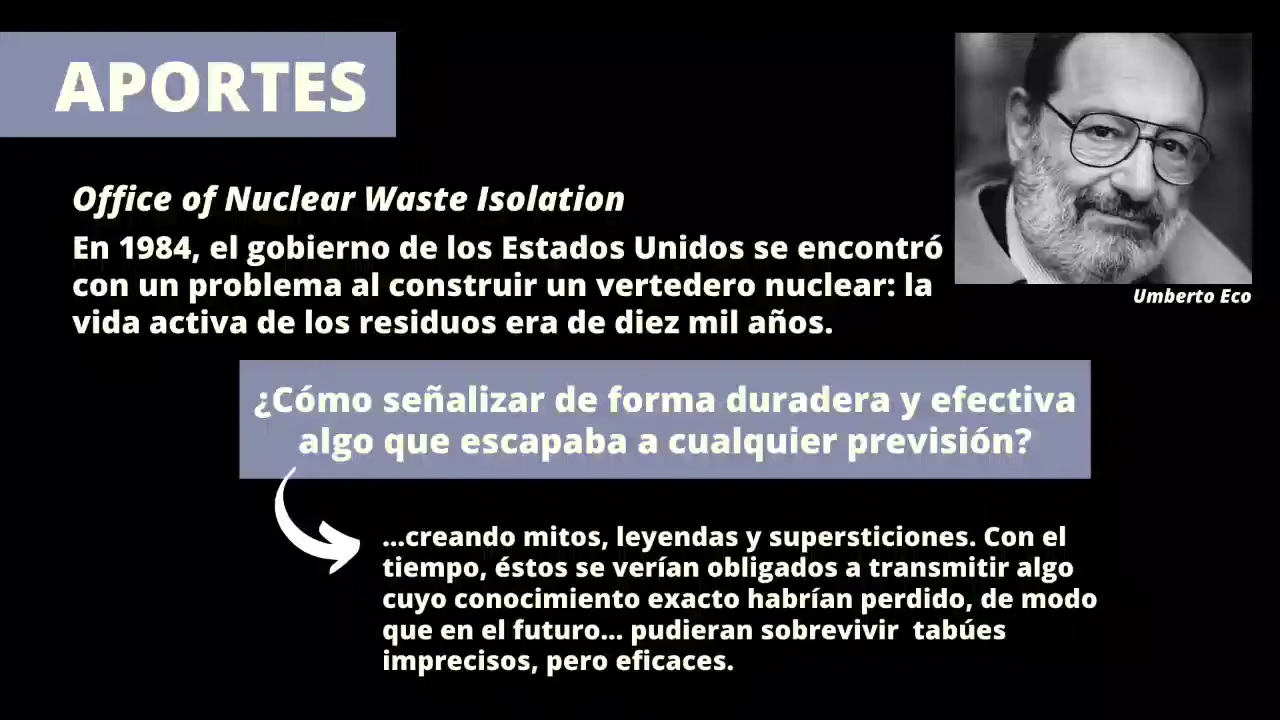 APORTES
Office of Nuclear Waste Isolation
En 1984, el gobierno de los Estados Unidos se encontró
con un problema al construir un vertedero nuclear: la
vida activa de los residuos era de diez mil años.
Umberto Eco
¿Cómo señalizar de forma duradera y efectiva
algo que escapaba a cualquier previsión?
...creando mitos, leyendas y supersticiones. Con el
tiempo, éstos se verían obligados a transmitir algo
cuyo conocimiento exacto habrían perdido, de modo
que en el futuro... pudieran sobrevivir tabúes
imprecisos, pero eficaces.